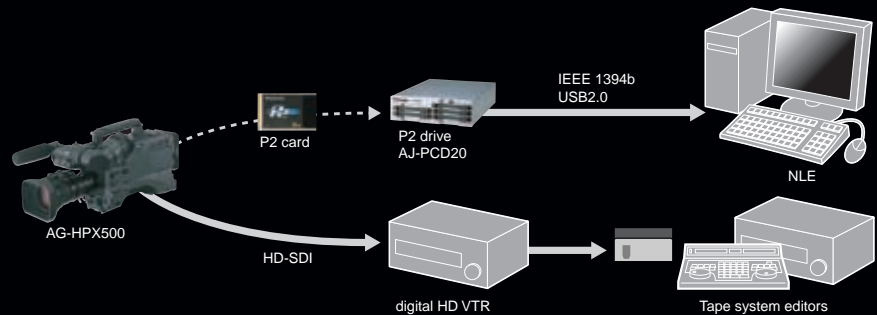 IEEE 1394b
USB2.0
P2
P2 card
P2 drive
AJ-PCD20
NLE
AG-HPX500
HD-SDI
digital HD VTR
Tape system editors